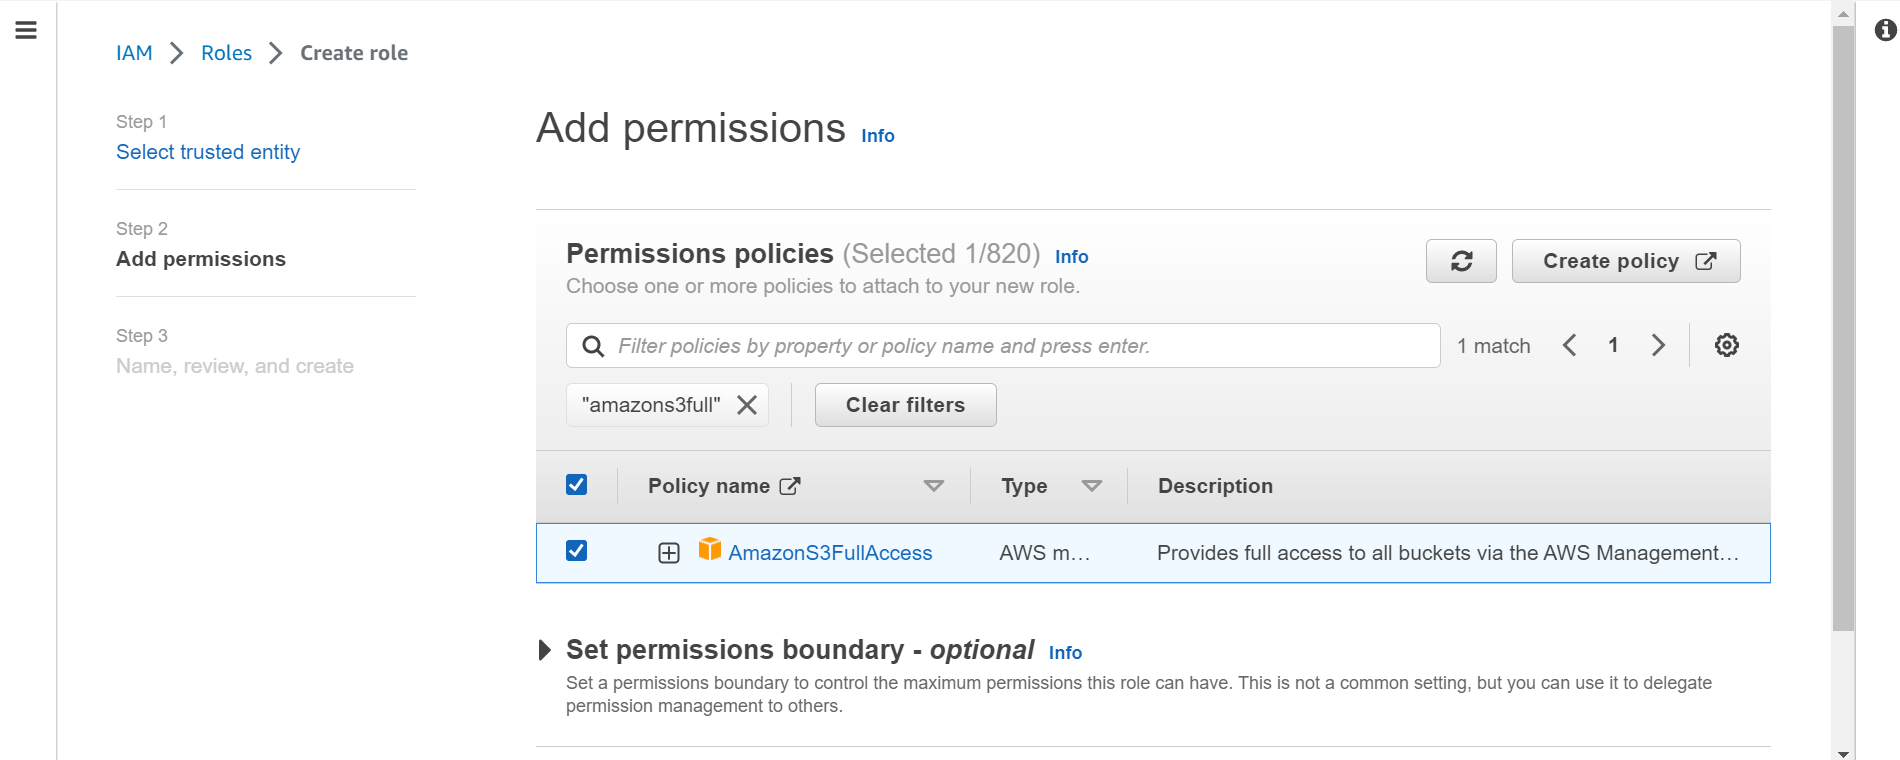 IAM > Roles > Create role
Step 1
Select trusted entity
Step 2
Add permissions
Step 3
Name, review, and create
Add permissions Info
Permissions policies (Selected 1/820) Info
Choose one or more policies to attach to your new role.
Create policy
Filter policies by property or policy name and press enter.
1 match
1
"amazons3full"
Clear filters
Policy name
Type
Description
AmazonS3FullAccess
AWS m…
Provides full access to all buckets via the AWS Management…
Set permissions boundary - optional Info
Set a permissions boundary to control the maximum permissions this role can have. This is not a common setting, but you can use it to delegate
permission management to others.